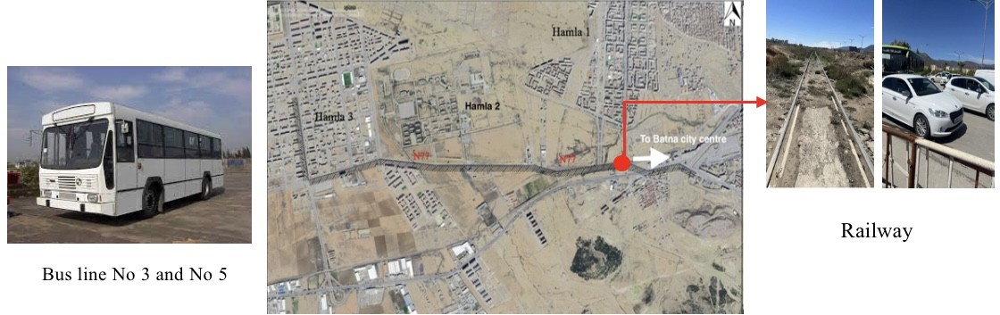 Hamla 1
Hamla 2
Hamla 3
To Batna city centre
N77
N77
N
Bus line No 3 and No 5
Railway